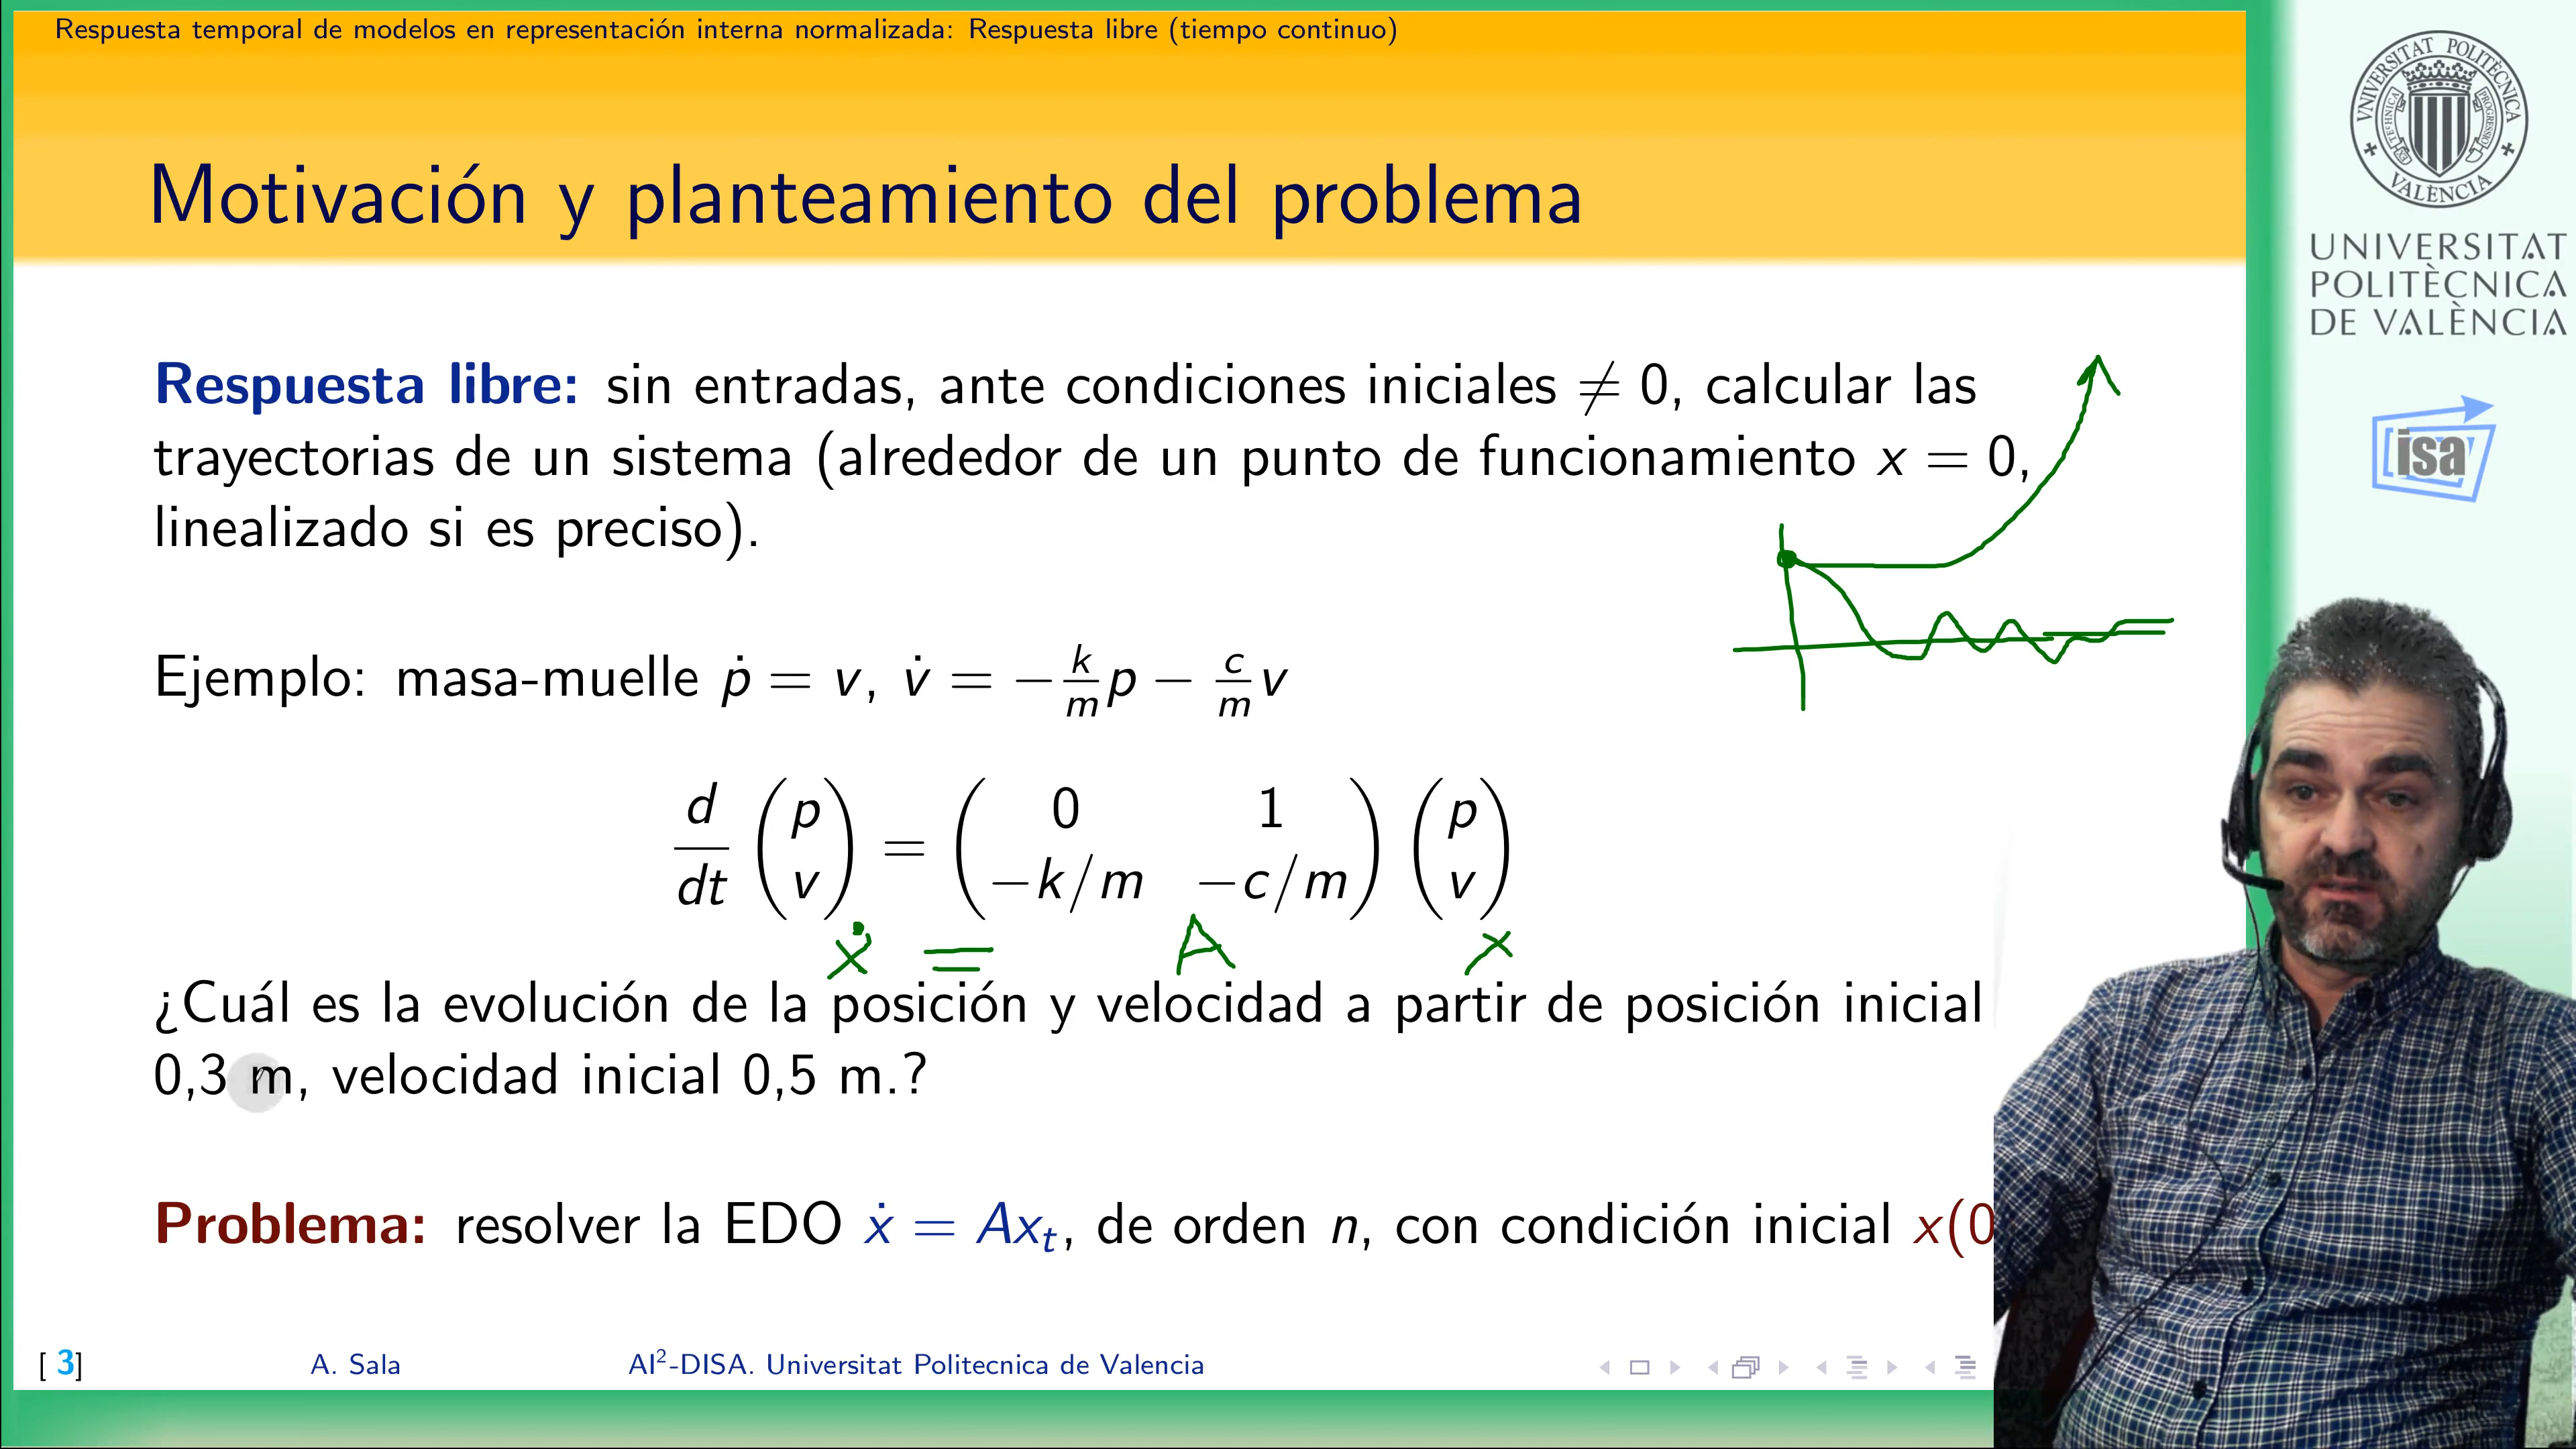 Respuesta temporal de modelos en representación interna normalizada: Respuesta libre (tiempo continuo)
Motivación y planteamiento del problema
Respuesta libre: sin entradas, ante condiciones iniciales ≠ 0, calcular las
trayectorias de un sistema (alrededor de un punto de funcionamiento x = 0,
linealizado si es preciso).
Ejemplo: masa-muelle ṗ = v, v̇ = −k/m p − c/m v
d/dt (p v) = (0 1 −k/m −c/m) (p v)
ẋ = A x
¿Cuál es la evolución de la posición y velocidad a partir de posición inicial
0,3 m, velocidad inicial 0,5 m.?
Problema: resolver la EDO ẋ = Axₜ, de orden n, con condición inicial x(0
[ 3] A. Sala AI²-DISA. Universitat Politecnica de Valencia
UNIVERSITAT POLITÈCNICA
VALÈNCIA
UNIVERSITAT
POLITÈCNICA
DE VALÈNCIA
isa